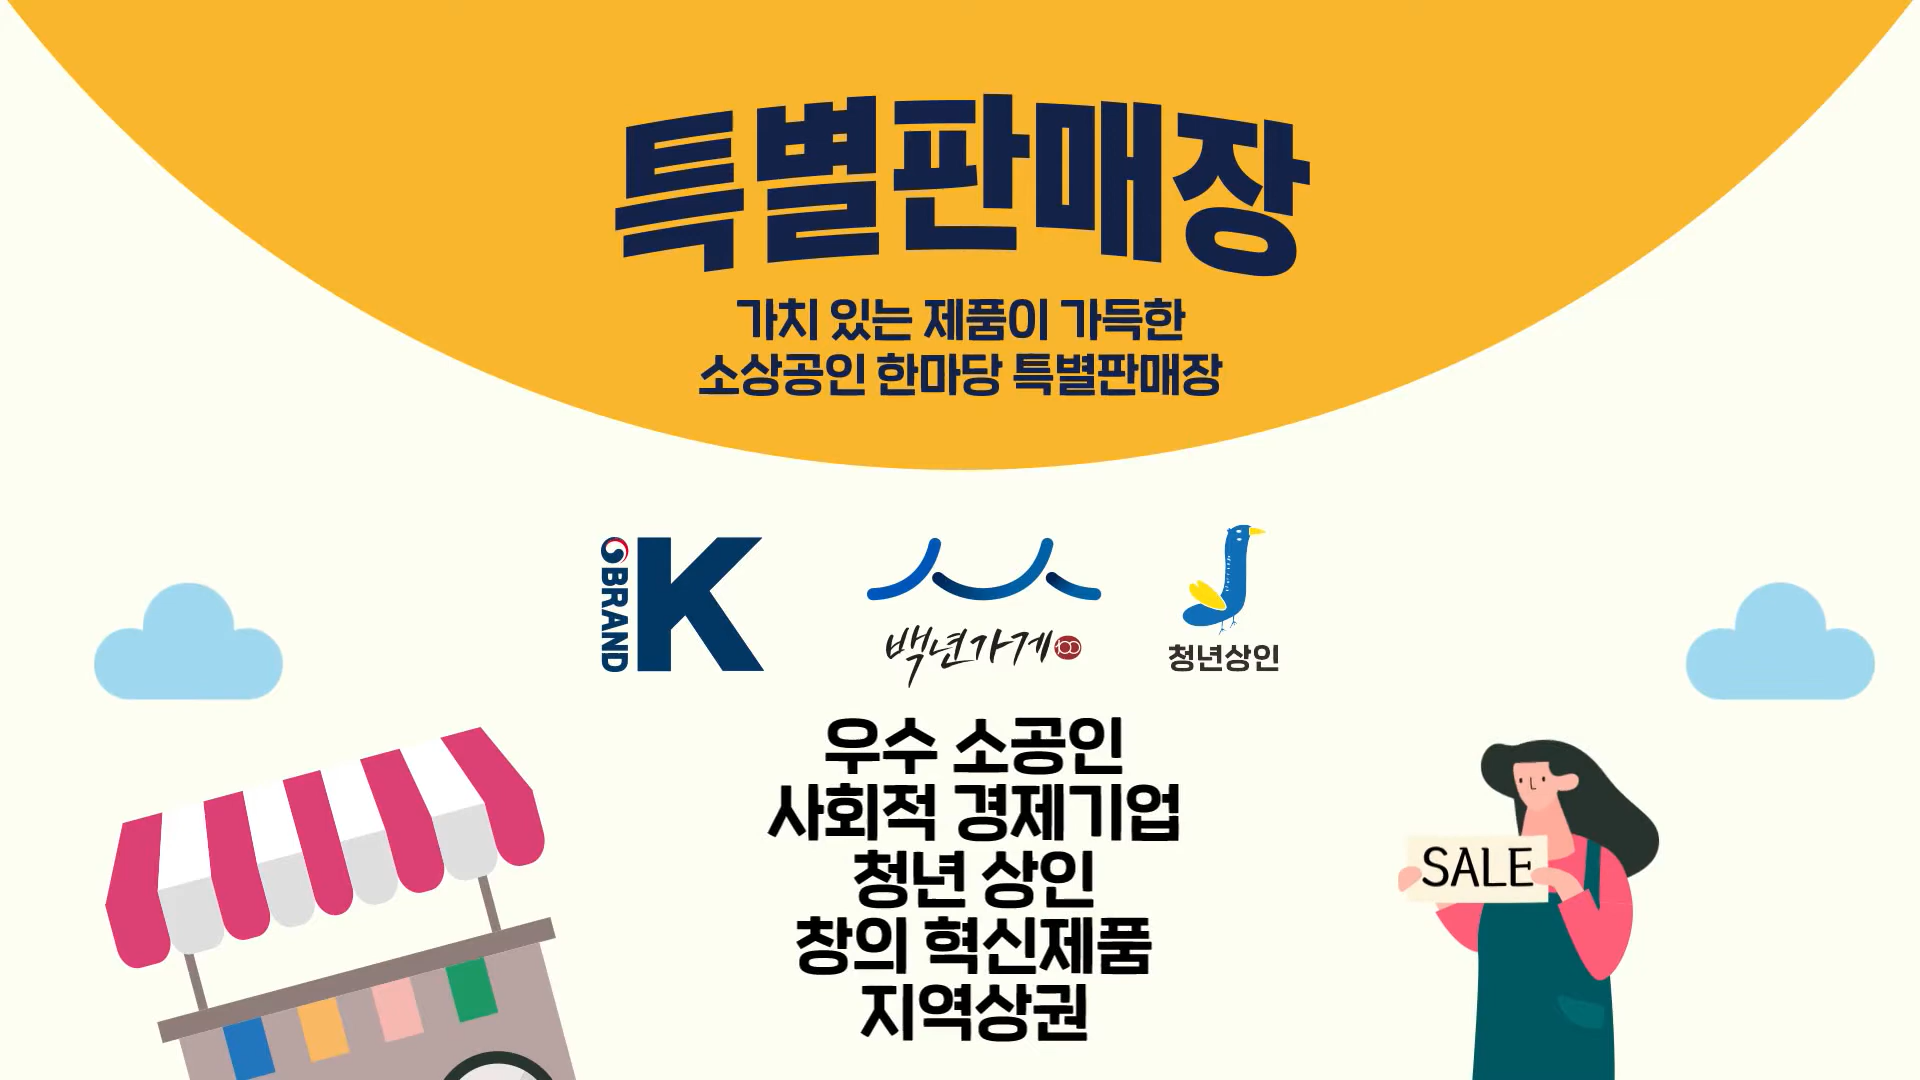 특별판매장
가치 있는 제품이 가득한
소상공인 한마당 특별판매장
BRAND K
백년가게 100
청년상인
우수 소공인
사회적 경제기업
청년 상인
창의 혁신제품
지역상권
SALE